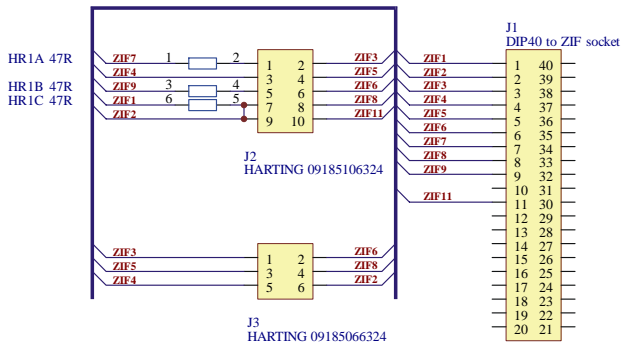 J1
DIP40 to ZIF socket
HR1A 47R ZIF7 1 2 1 2 ZIF3 ZIF1 1 40
ZIF4 3 4 ZIF5 ZIF2 2 39
HR1B 47R ZIF9 3 4 5 6 ZIF6 ZIF3 3 38
HR1C 47R ZIF1 6 5 7 8 ZIF8 ZIF4 4 37
ZIF2 9 10 ZIF11 ZIF5 5 36
ZIF6 6 35
ZIF7 7 34
J2 ZIF8 8 33
HARTING 09185106324 ZIF9 9 32
10 31
ZIF11 11 30
12 29
13 28
ZIF3 1 2 ZIF6 14 27
ZIF5 3 4 ZIF8 15 26
ZIF4 5 6 ZIF2 16 25
17 24
18 23
J3 19 22
HARTING 09185066324 20 21